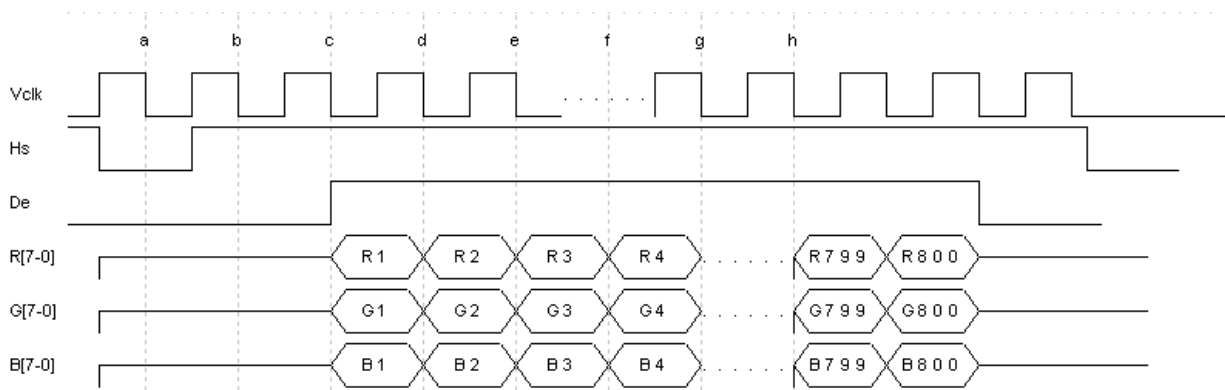 a b c d e f g h
Vclk
Hs
De
R[7-0] R1 R2 R3 R4 R799 R800
G[7-0] G1 G2 G3 G4 G799 G800
B[7-0] B1 B2 B3 B4 B799 B800